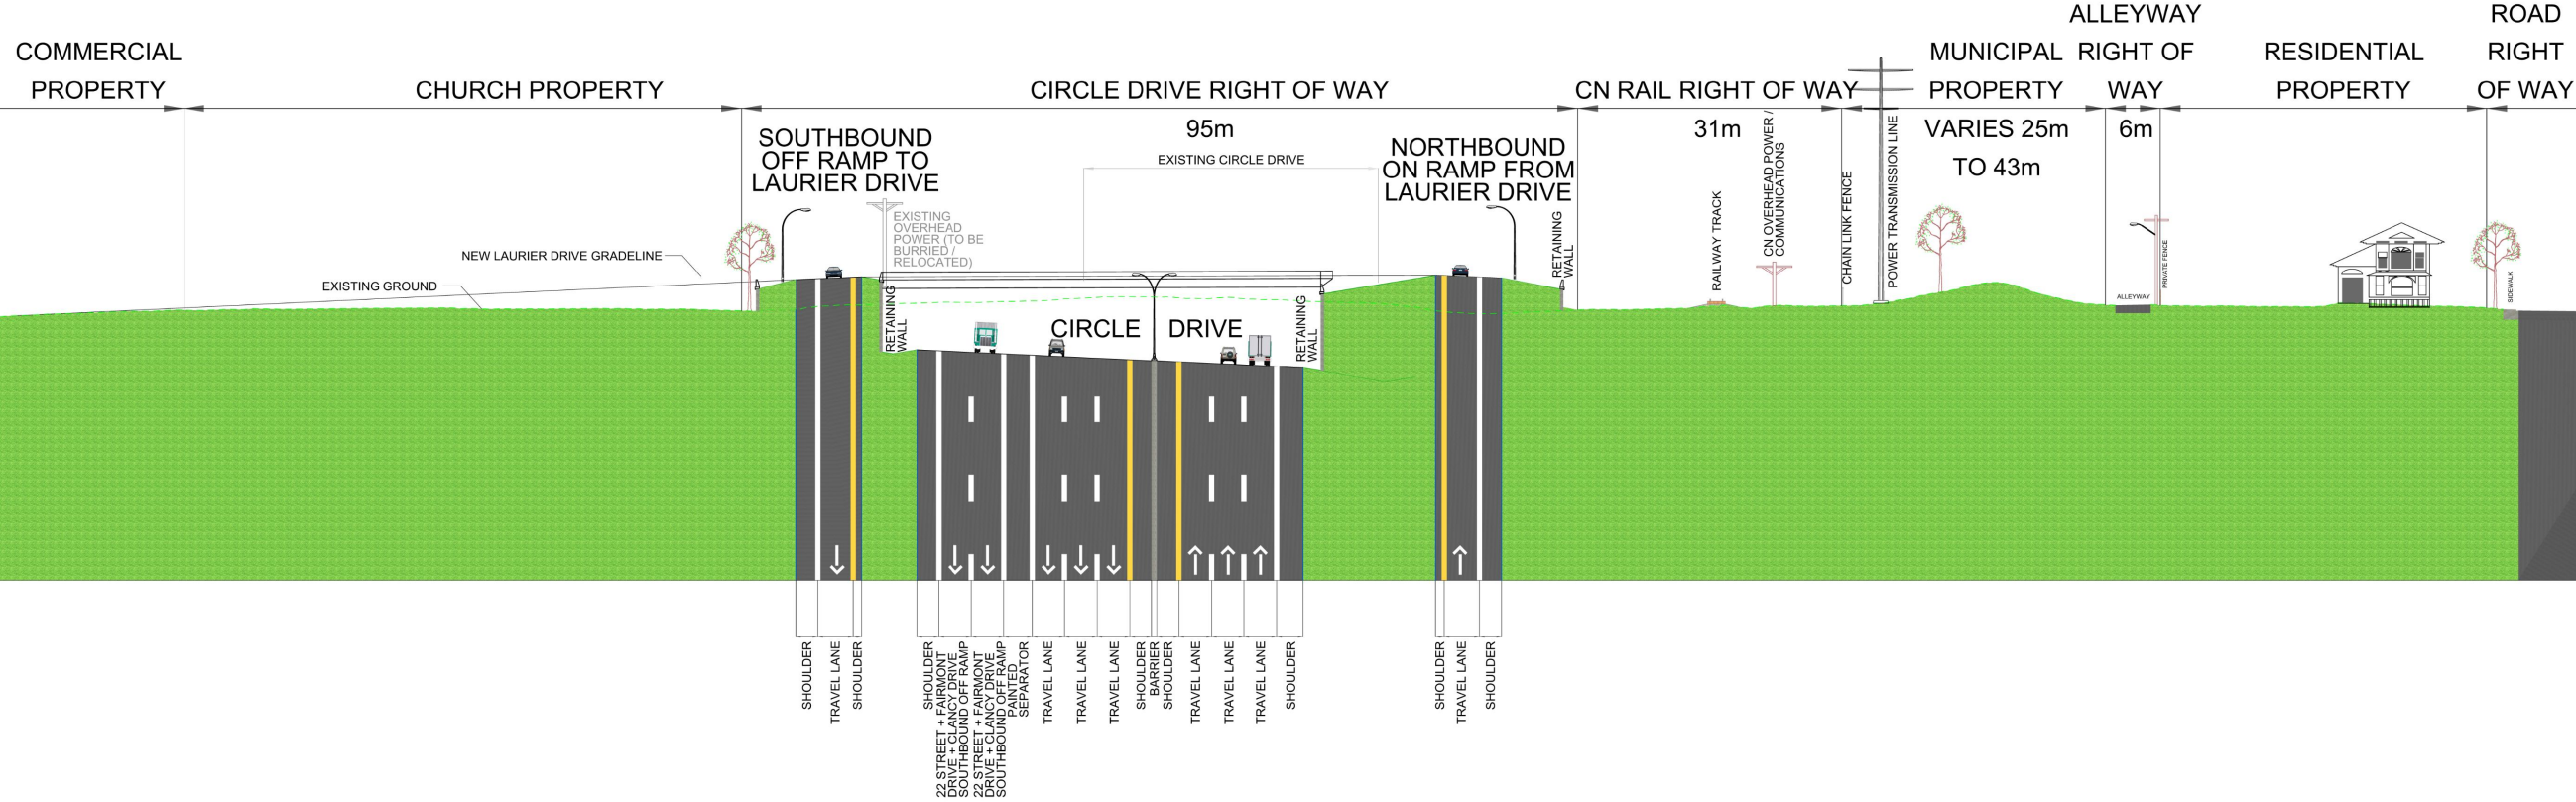 COMMERCIAL
PROPERTY
CHURCH PROPERTY
CIRCLE DRIVE RIGHT OF WAY
95m
CN RAIL RIGHT OF WAY
31m
MUNICIPAL
PROPERTY
VARIES 25m
TO 43m
ALLEYWAY
RIGHT OF
WAY
6m
RESIDENTIAL
PROPERTY
ROAD
RIGHT
OF WAY
SOUTHBOUND
OFF RAMP TO
LAURIER DRIVE
EXISTING CIRCLE DRIVE
NORTHBOUND
ON RAMP FROM
LAURIER DRIVE
EXISTING
OVERHEAD
POWER (TO BE
BURRIED /
RELOCATED)
NEW LAURIER DRIVE GRADELINE
EXISTING GROUND
RETAINING
WALL
CIRCLE DRIVE
RETAINING
WALL
RETAINING
WALL
RAILWAY TRACK
CN OVERHEAD POWER /
COMMUNICATIONS
CHAIN LINK FENCE
POWER TRANSMISSION LINE
ALLEYWAY
PRIVATE FENCE
SIDEWALK
SHOULDER
TRAVEL LANE
SHOULDER
SHOULDER
22 STREET + FAIRMONT
DRIVE + CLANCY DRIVE
SOUTHBOUND OFF RAMP
22 STREET + FAIRMONT
DRIVE + CLANCY DRIVE
SOUTHBOUND OFF RAMP
PAINTED
SEPARATOR
TRAVEL LANE
TRAVEL LANE
TRAVEL LANE
SHOULDER
BARRIER
SHOULDER
TRAVEL LANE
TRAVEL LANE
TRAVEL LANE
SHOULDER
SHOULDER
TRAVEL LANE
SHOULDER